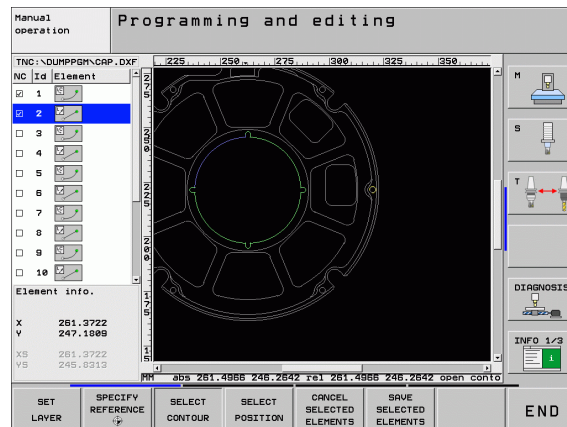 Manual operation
Programming and editing
TNC:\DUMPPGM\CAP.DXF
NC Id Element
1
2
3
4
5
6
7
8
9
10
225 250 275 300 325 350
275
250
225
200
175
15
Element info.
X 261.3722
Y 247.1809
XS 261.3722
YS 245.8313
MM abs 261.4966 246.2642 rel 261.4966 246.2642 open conto
M
S
T
DIAGNOSIS
INFO 1/3
SET LAYER
SPECIFY REFERENCE
SELECT CONTOUR
SELECT POSITION
CANCEL SELECTED ELEMENTS
SAVE SELECTED ELEMENTS
END